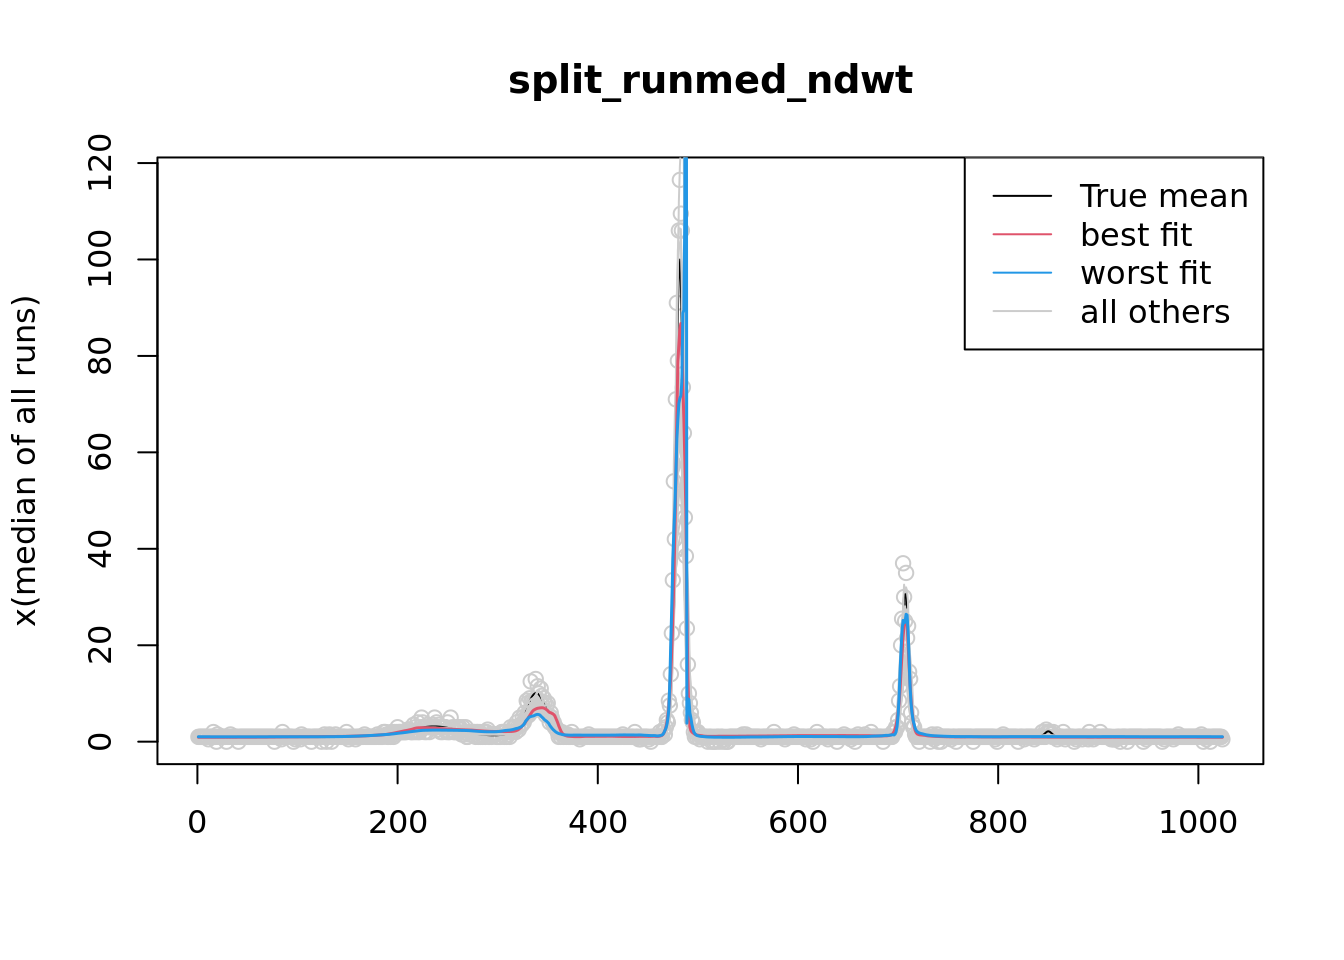 split_runmed_ndwt
x(median of all runs)
120
100
80
60
40
20
0
True mean
best fit
worst fit
all others
0 200 400 600 800 1000